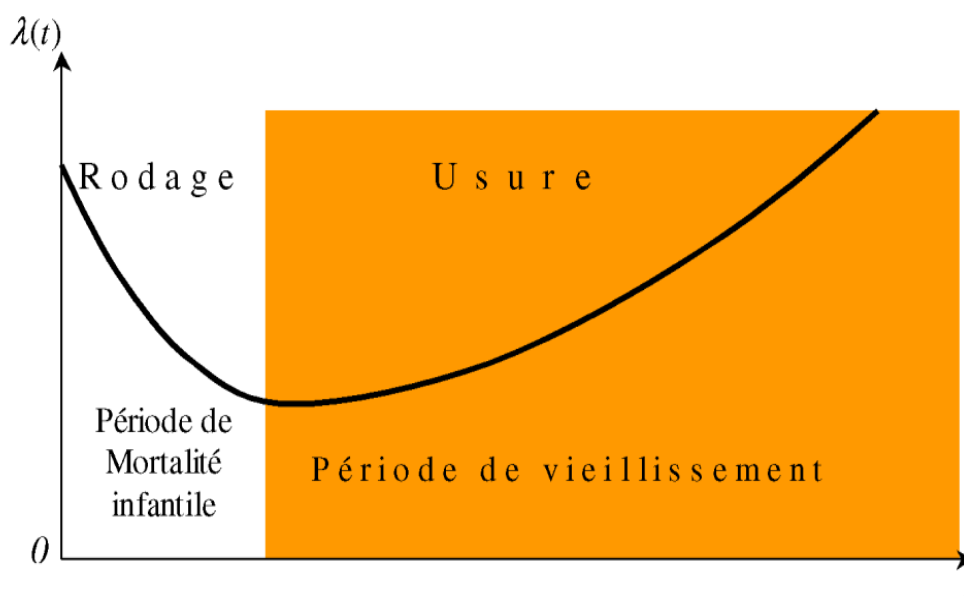 λ(t)
Rodage
Usure
Période de
Mortalité
infantile
Période de vieillissement
0